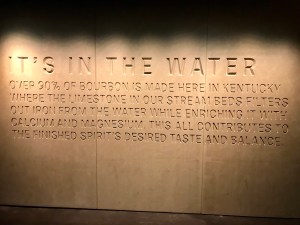 IT'S IN THE WATER
OVER 90% OF BOURBON IS MADE HERE IN KENTUCKY
WHERE THE LIMESTONE IN OUR STREAM BEDS FILTERS
OUT IRON FROM THE WATER WHILE ENRICHING IT WITH
CALCIUM AND MAGNESIUM. THIS ALL CONTRIBUTES TO
THE FINISHED SPIRIT'S DESIRED TASTE AND BALANCE.